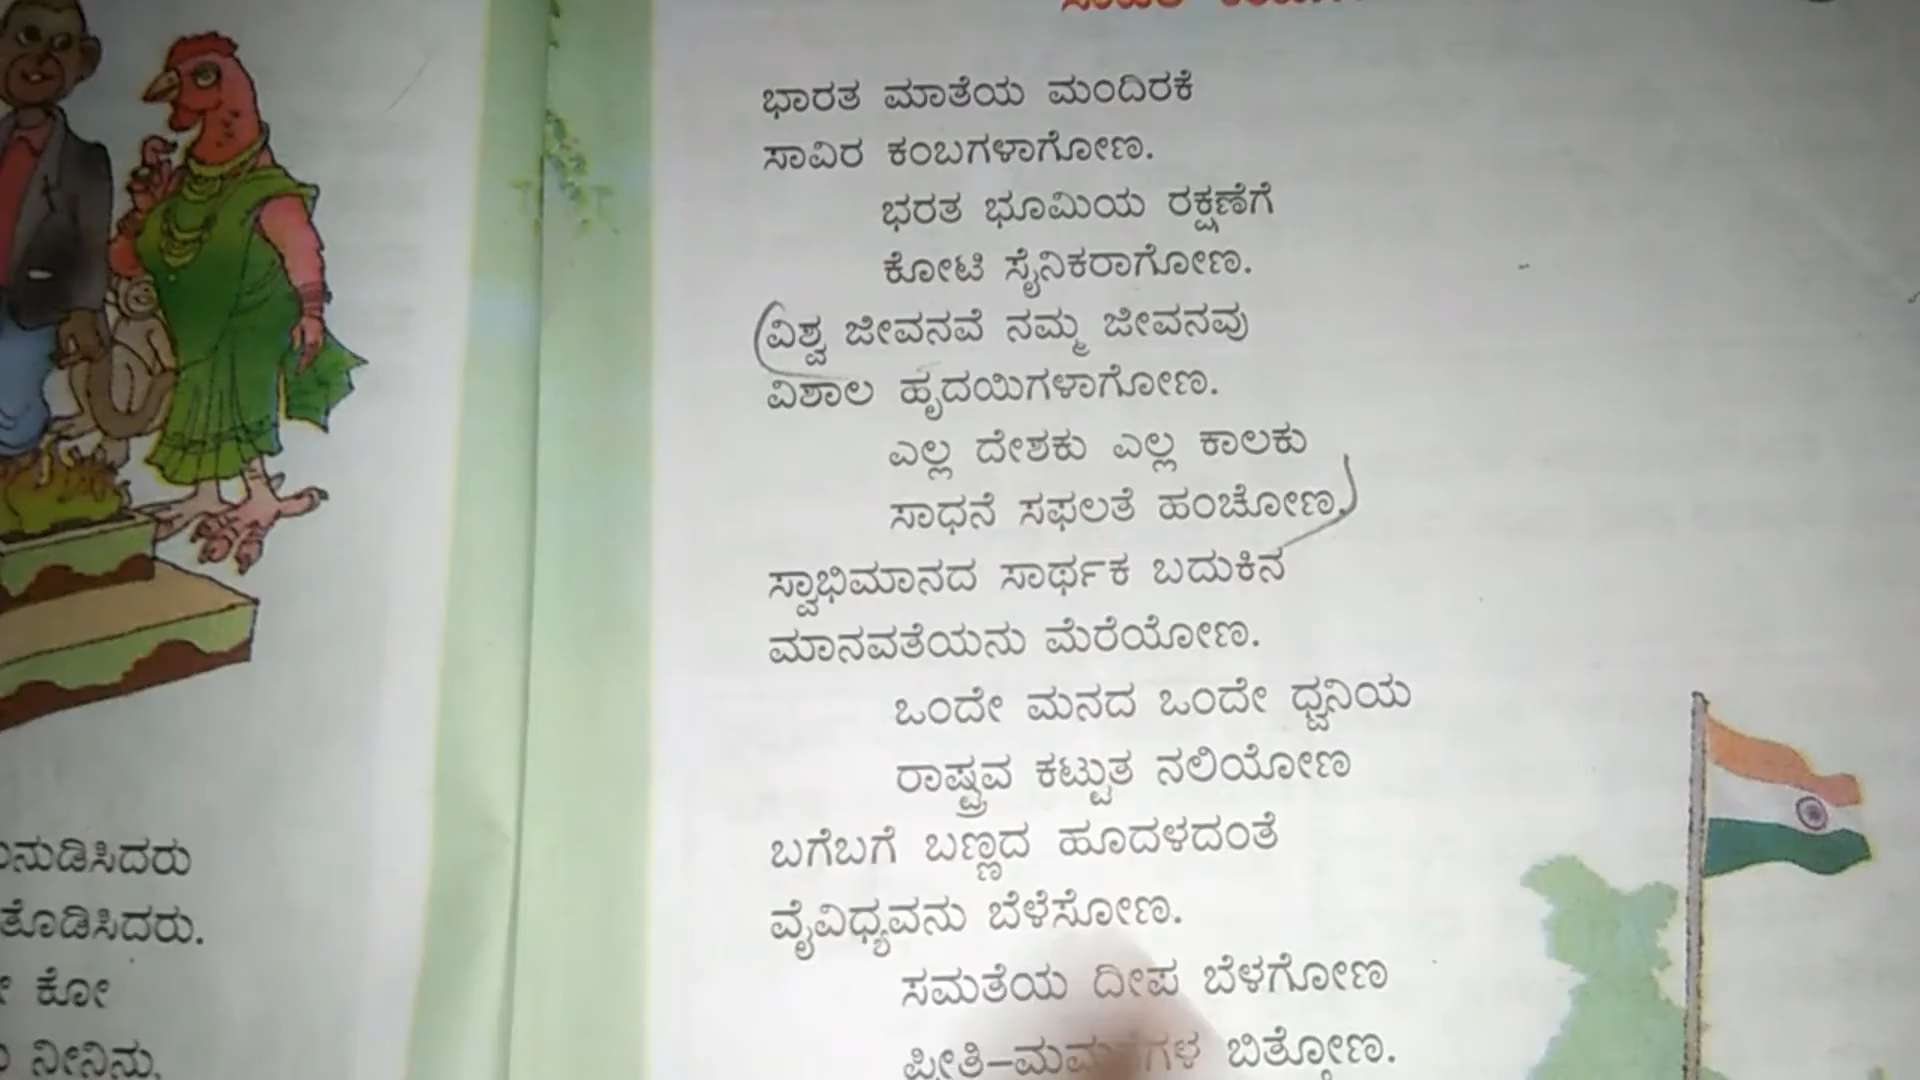 ನುಡಿಸಿದರು
ತೊಡಿಸಿದರು.
ಕೋ
ನೀನಿನು
ಭಾರತ ಮಾತೆಯ ಮಂದಿರಕೆ
ಸಾವಿರ ಕಂಬಗಳಾಗೋಣ.
ಭರತ ಭೂಮಿಯ ರಕ್ಷಣೆಗೆ
ಕೋಟಿ ಸೈನಿಕರಾಗೋಣ.
ವಿಶ್ವ ಜೀವನವೆ ನಮ್ಮ ಜೀವನವು
ವಿಶಾಲ ಹೃದಯಿಗಳಾಗೋಣ.
ಎಲ್ಲ ದೇಶಕು ಎಲ್ಲ ಕಾಲಕು
ಸಾಧನೆ ಸಫಲತೆ ಹಂಚೋಣ.
ಸ್ವಾಭಿಮಾನದ ಸಾರ್ಥಕ ಬದುಕಿನ
ಮಾನವತೆಯನು ಮೆರೆಯೋಣ.
ಒಂದೇ ಮನದ ಒಂದೇ ಧ್ವನಿಯ
ರಾಷ್ಟ್ರವ ಕಟ್ಟುತ ನಲಿಯೋಣ
ಬಗೆಬಗೆ ಬಣ್ಣದ ಹೂದಳದಂತೆ
ವೈವಿಧ್ಯವನು ಬೆಳೆಸೋಣ.
ಸಮತೆಯ ದೀಪ ಬೆಳಗೋಣ
ಪ್ರೀತಿ– ಬಿತ್ತೋಣ.